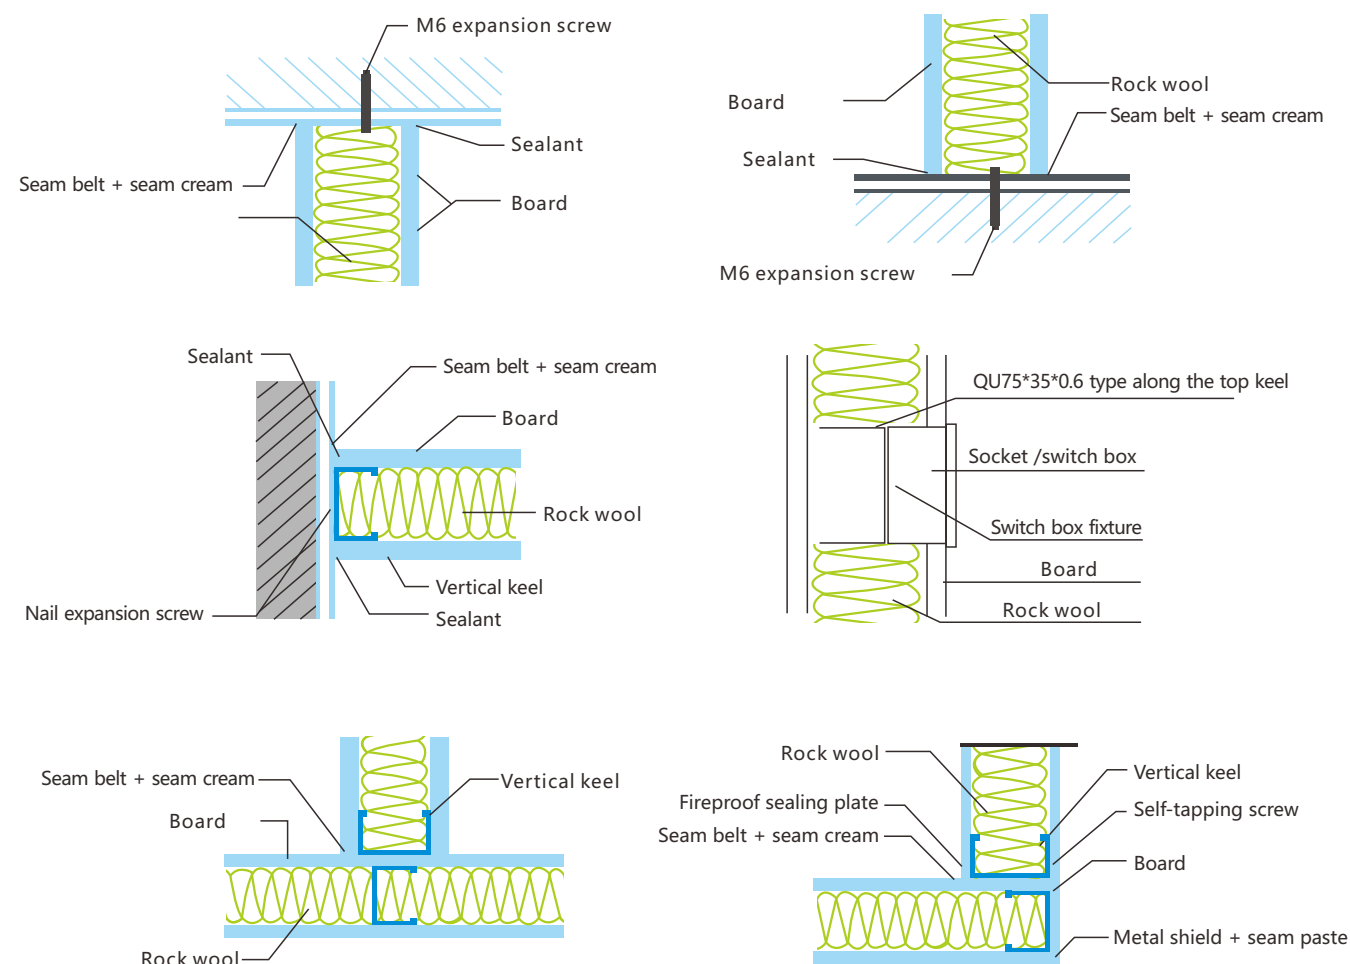 M6 expansion screw
Sealant
Seam belt + seam cream
Board
Rock wool
Board
Seam belt + seam cream
Sealant
M6 expansion screw
Sealant
Seam belt + seam cream
Board
Rock wool
Vertical keel
Nail expansion screw
Sealant
QU75*35*0.6 type along the top keel
Socket /switch box
Switch box fixture
Board
Rock wool
Seam belt + seam cream
Vertical keel
Board
Rock wool
Rock wool
Vertical keel
Fireproof sealing plate
Self-tapping screw
Seam belt + seam cream
Board
Metal shield + seam paste